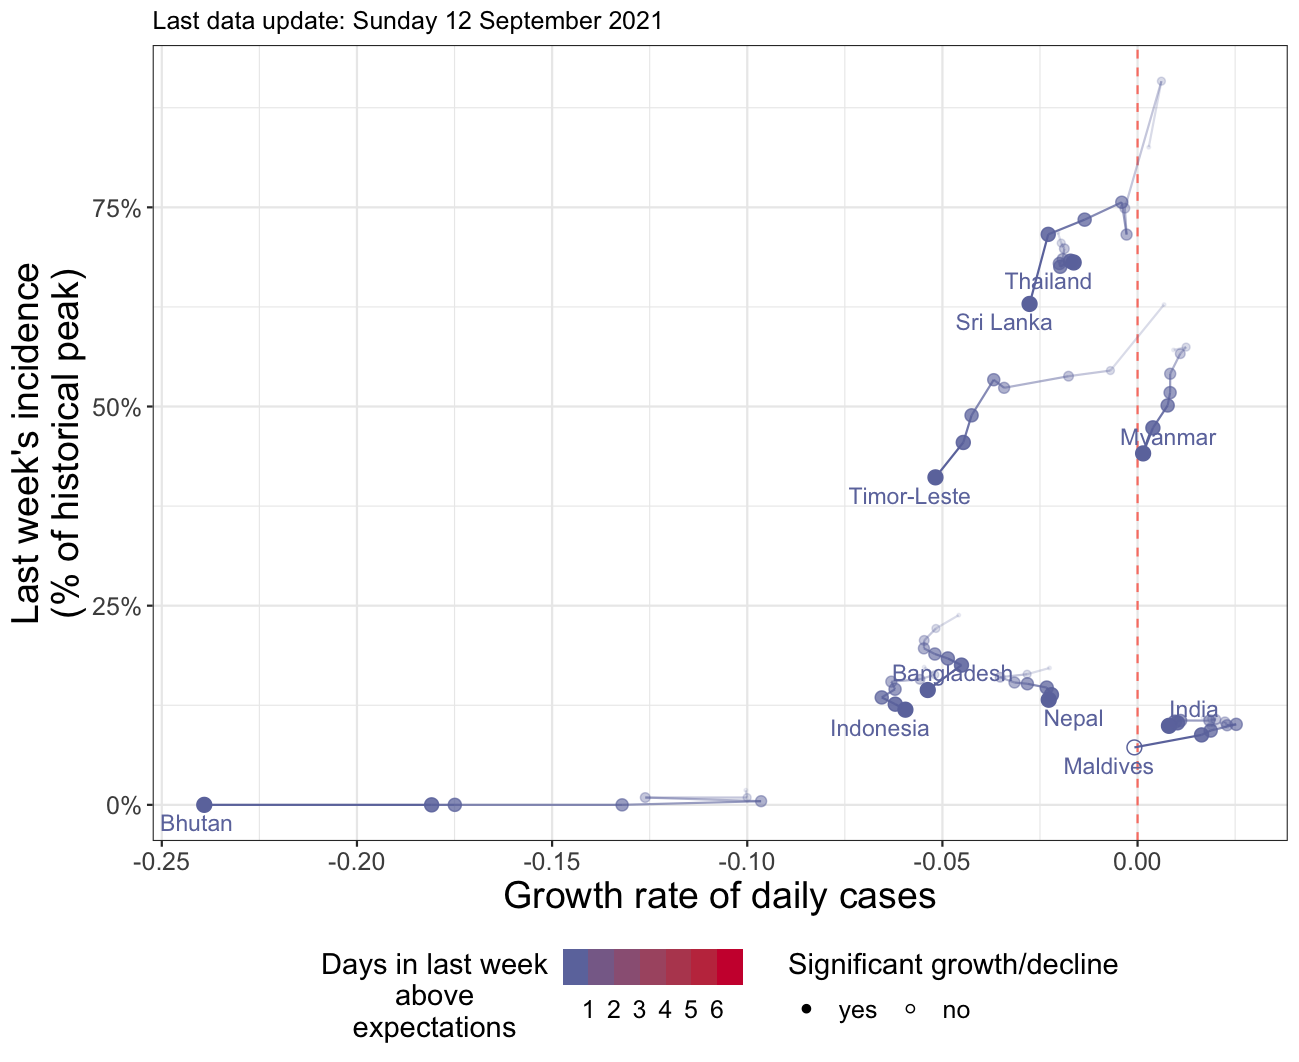 Last data update: Sunday 12 September 2021
Last week's incidence
(% of historical peak)
75%
50%
25%
0%
Thailand
Sri Lanka
Myanmar
Timor-Leste
Bangladesh
Indonesia
Nepal
India
Maldives
Bhutan
-0.25 -0.20 -0.15 -0.10 -0.05 0.00
Growth rate of daily cases
Days in last week
above
expectations
1 2 3 4 5 6
Significant growth/decline
yes no